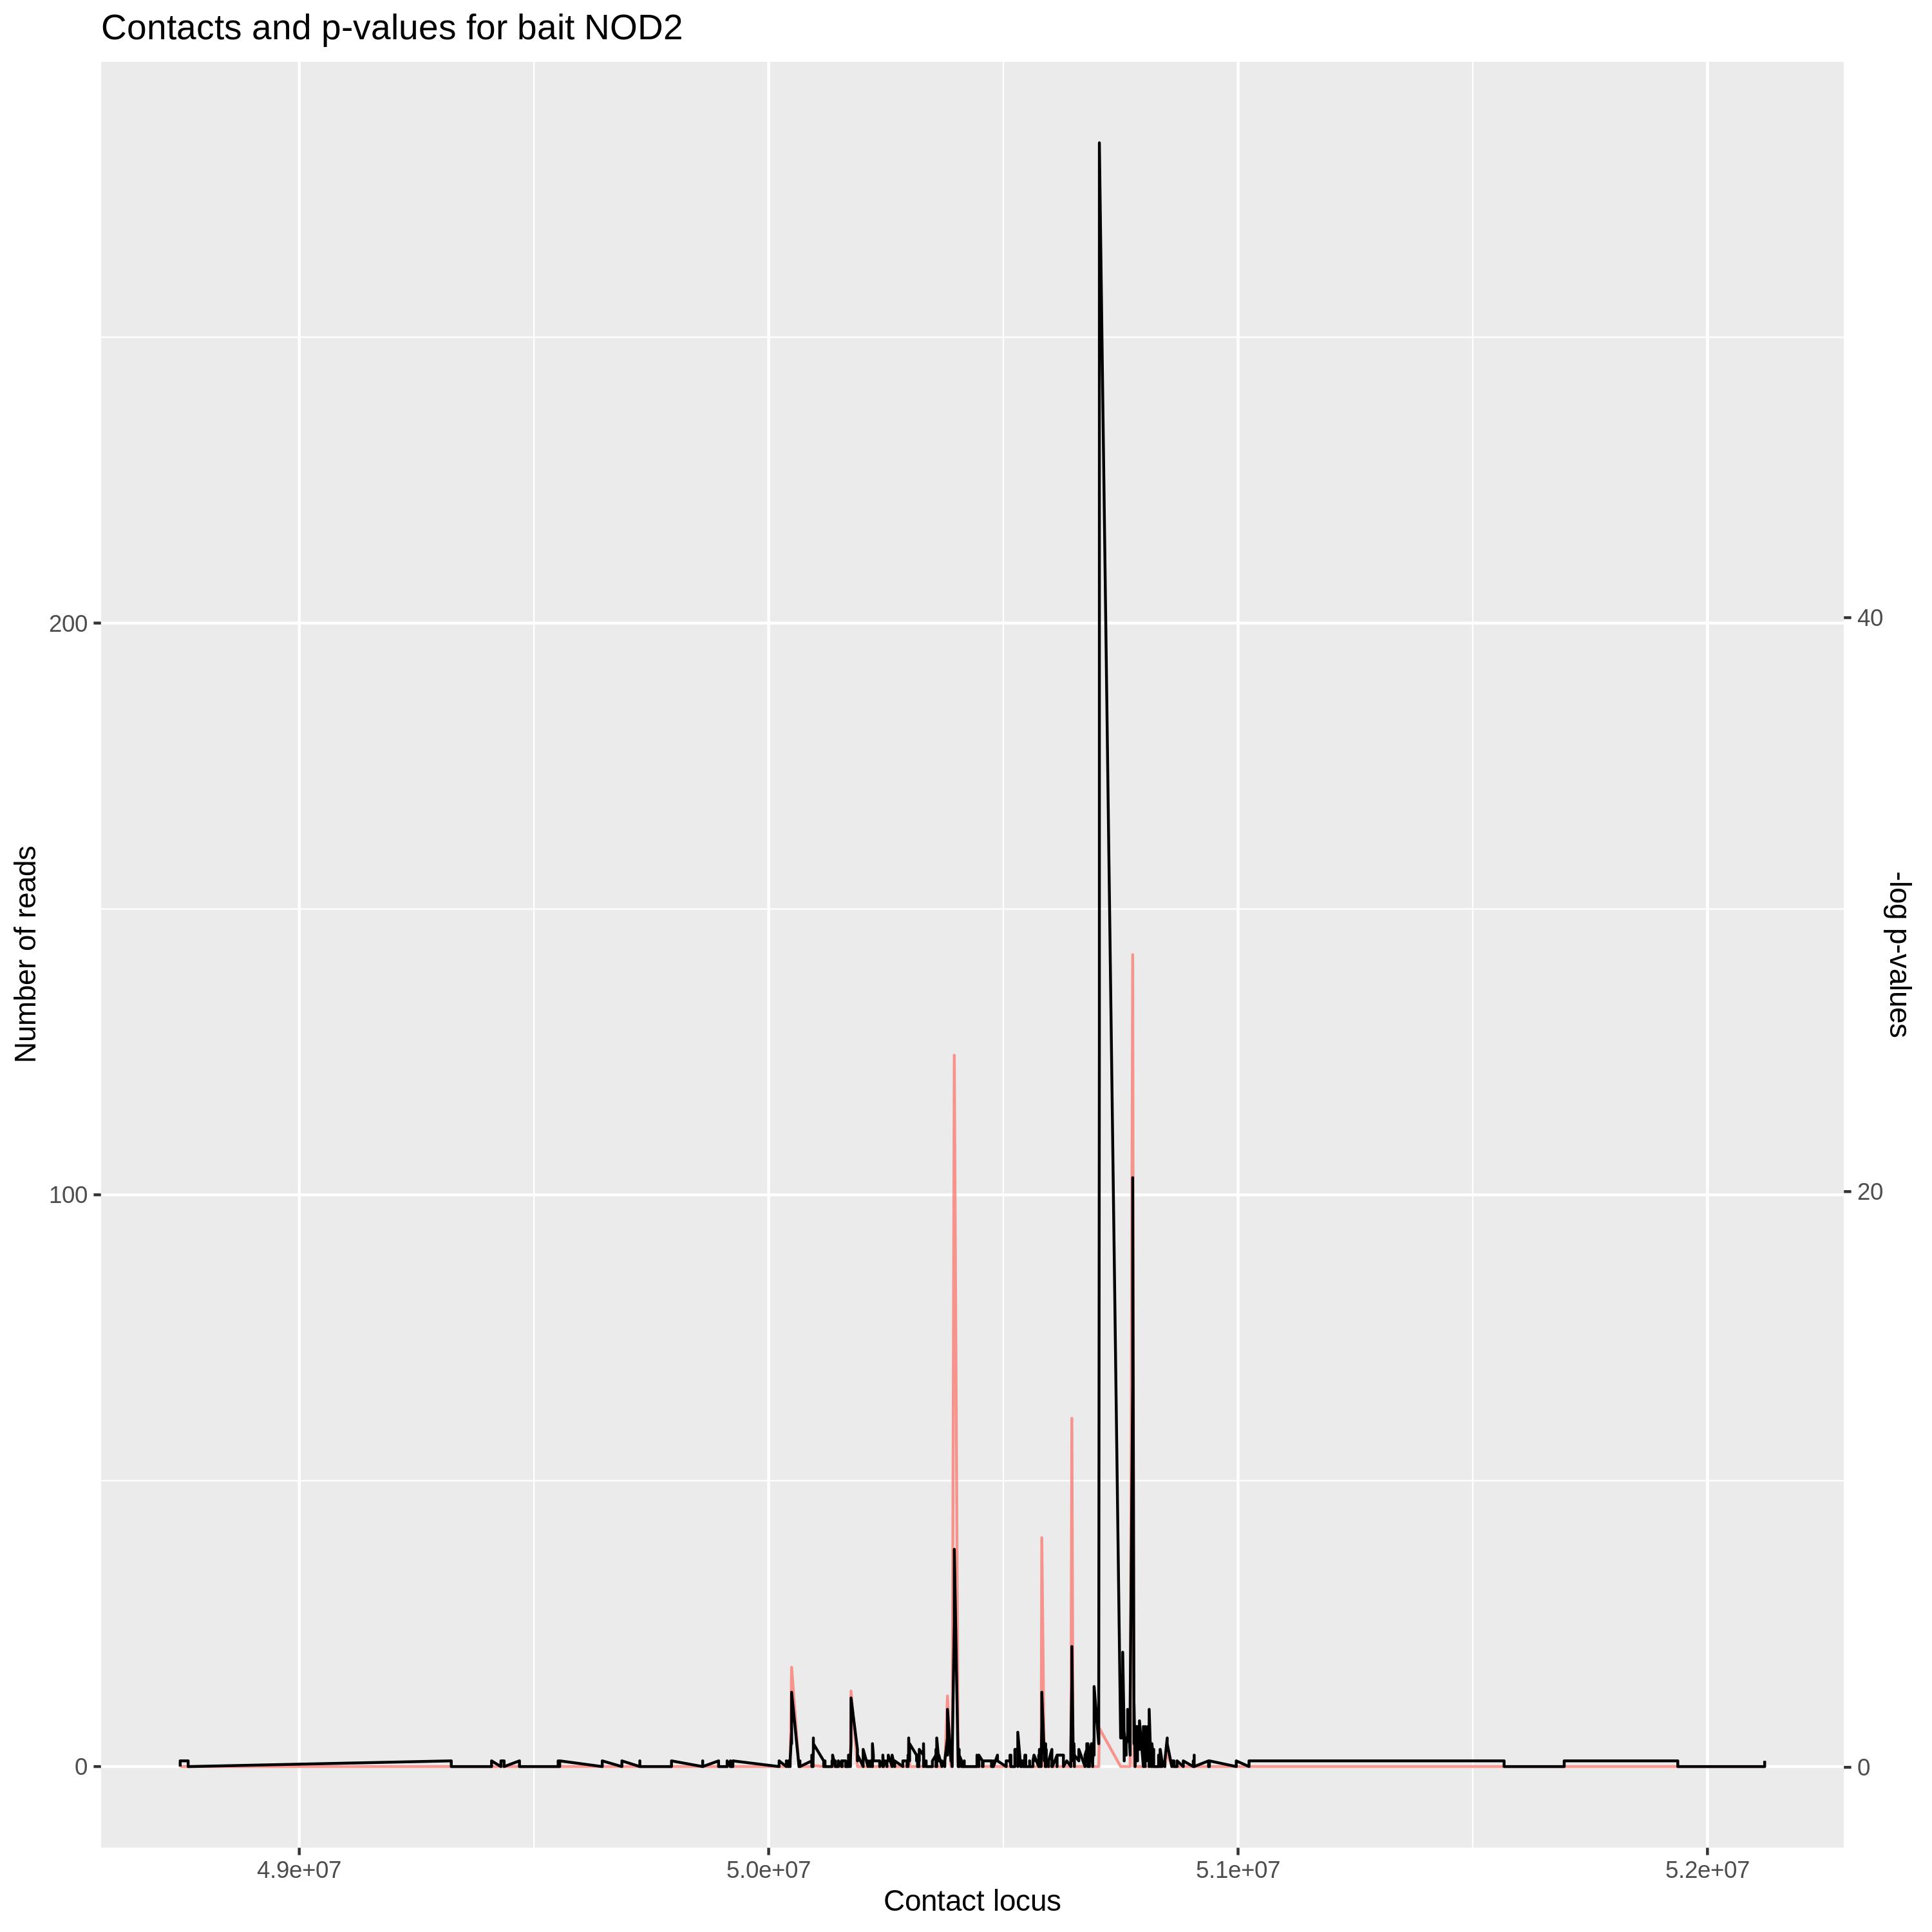 Contacts and p-values for bait NOD2
Number of reads
200
100
0
40
20
0
-log p-values
4.9e+07
5.0e+07
5.1e+07
5.2e+07
Contact locus